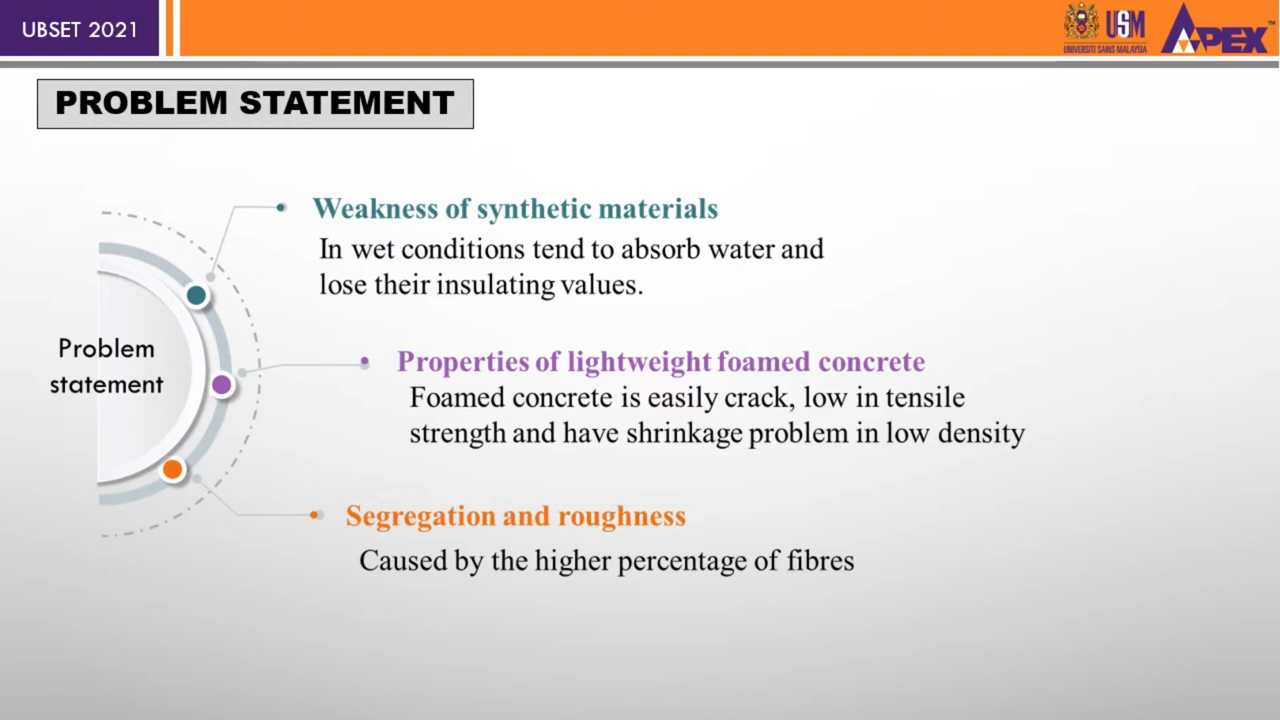 UBSET 2021
USM
UNIVERSITI SAINS MALAYSIA
APEX™
PROBLEM STATEMENT
Weakness of synthetic materials
In wet conditions tend to absorb water and
lose their insulating values.
Problem
statement
Properties of lightweight foamed concrete
Foamed concrete is easily crack, low in tensile
strength and have shrinkage problem in low density
Segregation and roughness
Caused by the higher percentage of fibres